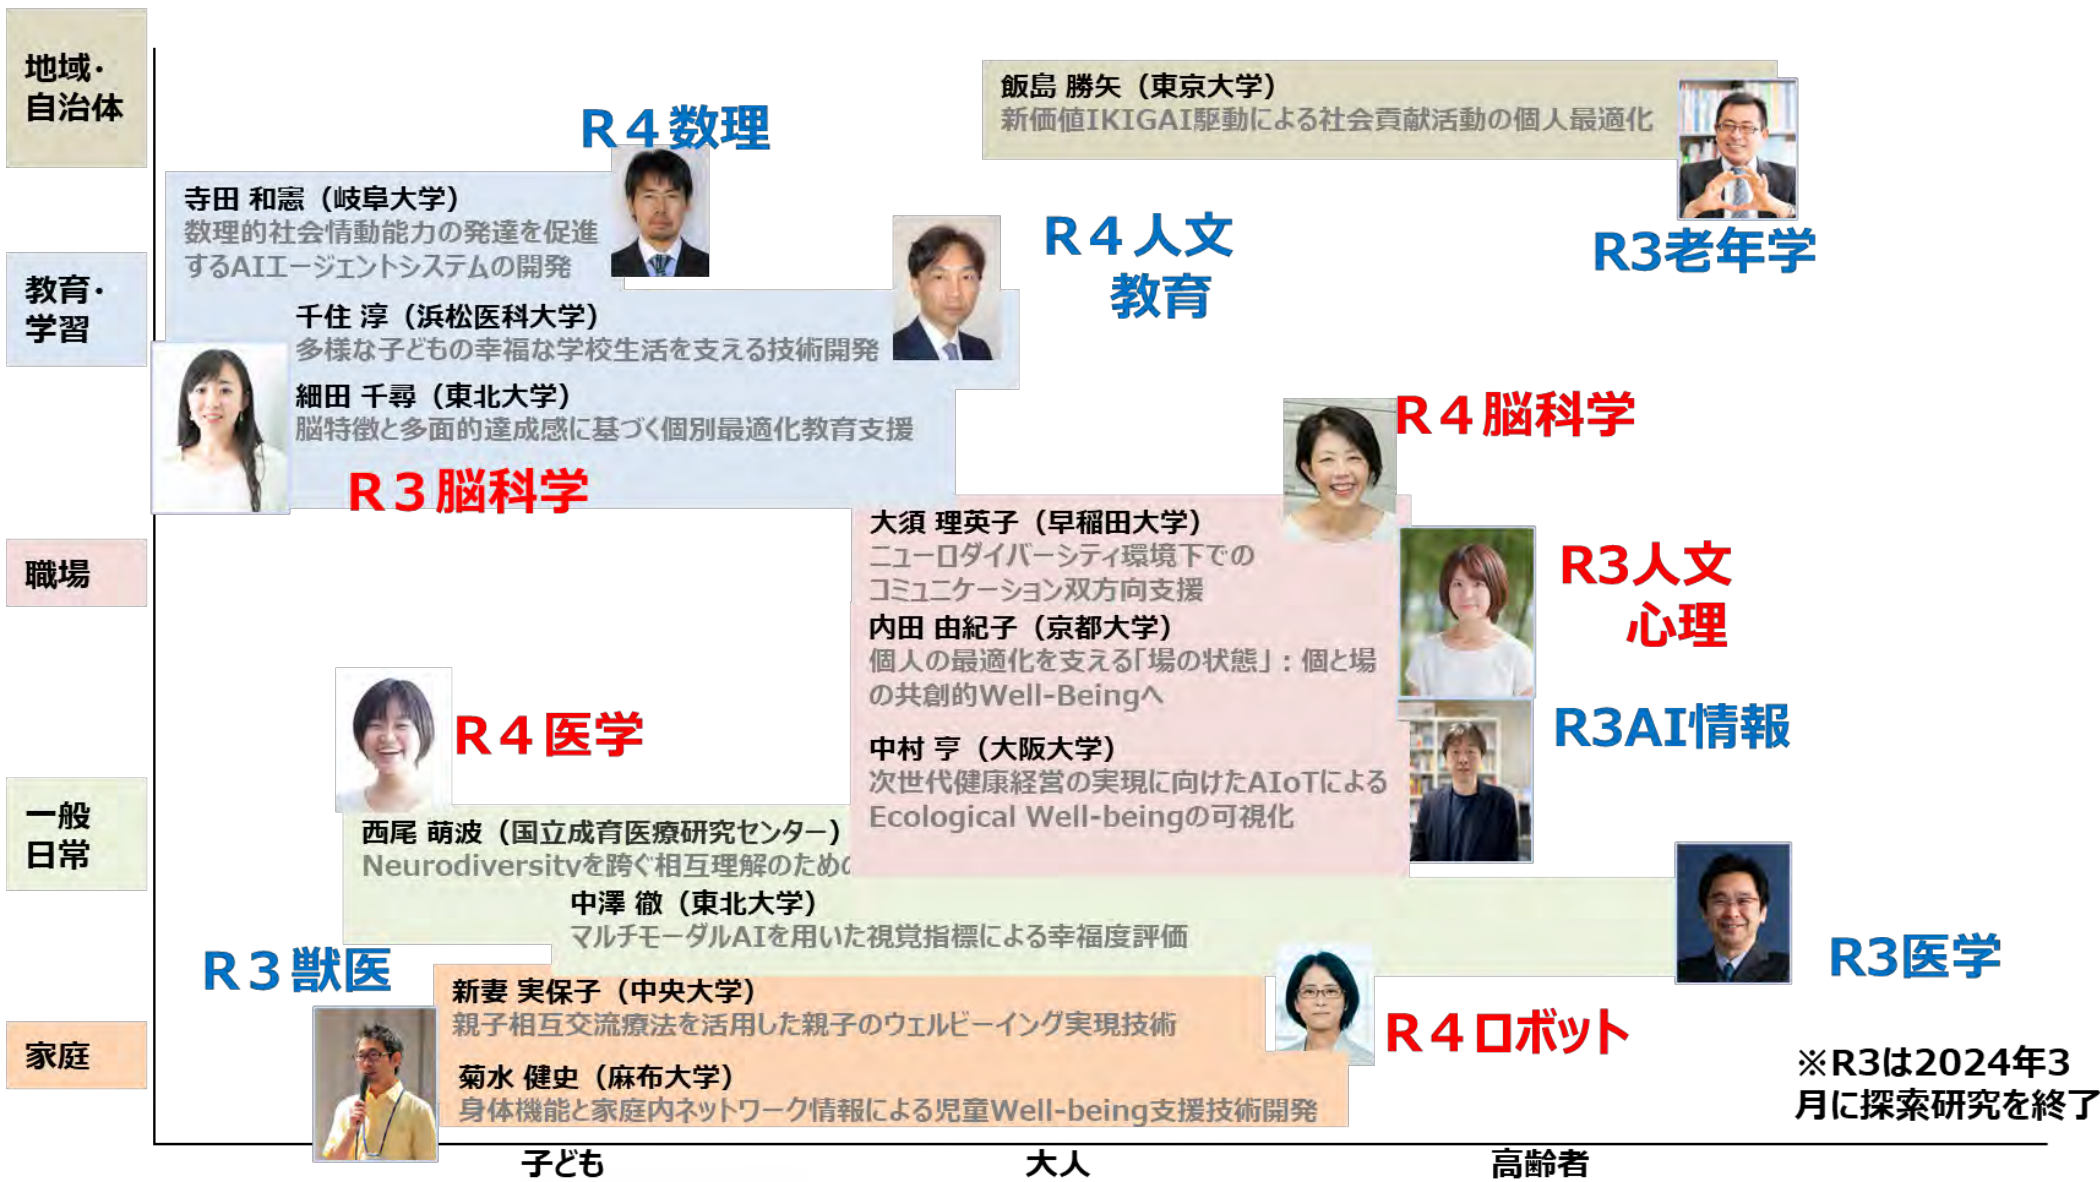 地域・
自治体
飯島 勝矢（東京大学）
新価値IKIGAI駆動による社会貢献活動の個人最適化
R3老年学
R４数理
寺田 和憲（岐阜大学）
数理的社会情動能力の発達を促進
するAIエージェントシステムの開発
教育・
学習
R４人文
教育
千住 淳（浜松医科大学）
多様な子どもの幸福な学校生活を支える技術開発
細田 千尋（東北大学）
脳特徴と多面的達成感に基づく個別最適化教育支援
R３脳科学
R４脳科学
職場
大須 理英子（早稲田大学）
ニューロダイバーシティ環境下での
コミュニケーション双方向支援
R3人文
心理
内田 由紀子（京都大学）
個人の最適化を支える「場の状態」：個と場
の共創的Well-Beingへ
R3AI情報
中村 亨（大阪大学）
次世代健康経営の実現に向けたAIoTによる
Ecological Well-beingの可視化
R４医学
一般
日常
西尾 萌波（国立成育医療研究センター）
Neurodiversityを跨ぐ相互理解のための
中澤 徹（東北大学）
マルチモーダルAIを用いた視覚指標による幸福度評価
R3医学
R３獣医
新妻 実保子（中央大学）
親子相互交流療法を活用した親子のウェルビーイング実現技術
R４ロボット
家庭
菊水 健史（麻布大学）
身体機能と家庭内ネットワーク情報による児童Well-being支援技術開発
※R3は2024年3
月に探索研究を終了
子ども
大人
高齢者